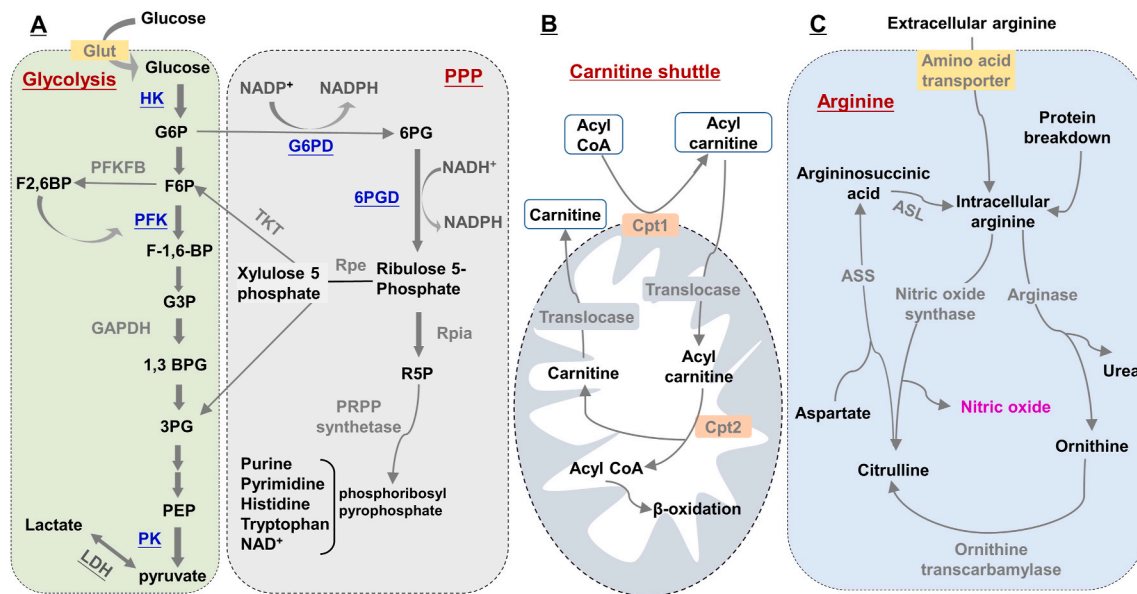 A
Glucose
Glut
Glucose
Glycolysis
HK
G6P
PFKFB
F2,6BP
F6P
PFK
F-1,6-BP
G3P
GAPDH
1,3 BPG
3PG
PEP
Lactate
PK
LDH
pyruvate
PPP
NADP+
NADPH
G6PD
6PG
NADH+
6PGD
NADPH
TKT
Xylulose 5
phosphate
Rpe
Ribulose 5-
Phosphate
Rpia
R5P
PRPP
synthetase
Purine
Pyrimidine
Histidine
Tryptophan
NAD+
phosphoribosyl
pyrophosphate
B
Carnitine shuttle
Acyl
CoA
Acyl
carnitine
Carnitine
Cpt1
Translocase
Translocase
Carnitine
Acyl
carnitine
Cpt2
Acyl CoA
β-oxidation
C
Extracellular arginine
Amino acid
transporter
Arginine
Protein
breakdown
Argininosuccinic
acid
ASL
Intracellular
arginine
ASS
Nitric oxide
synthase
Arginase
Urea
Aspartate
Nitric oxide
Ornithine
Citrulline
Ornithine
transcarbamylase